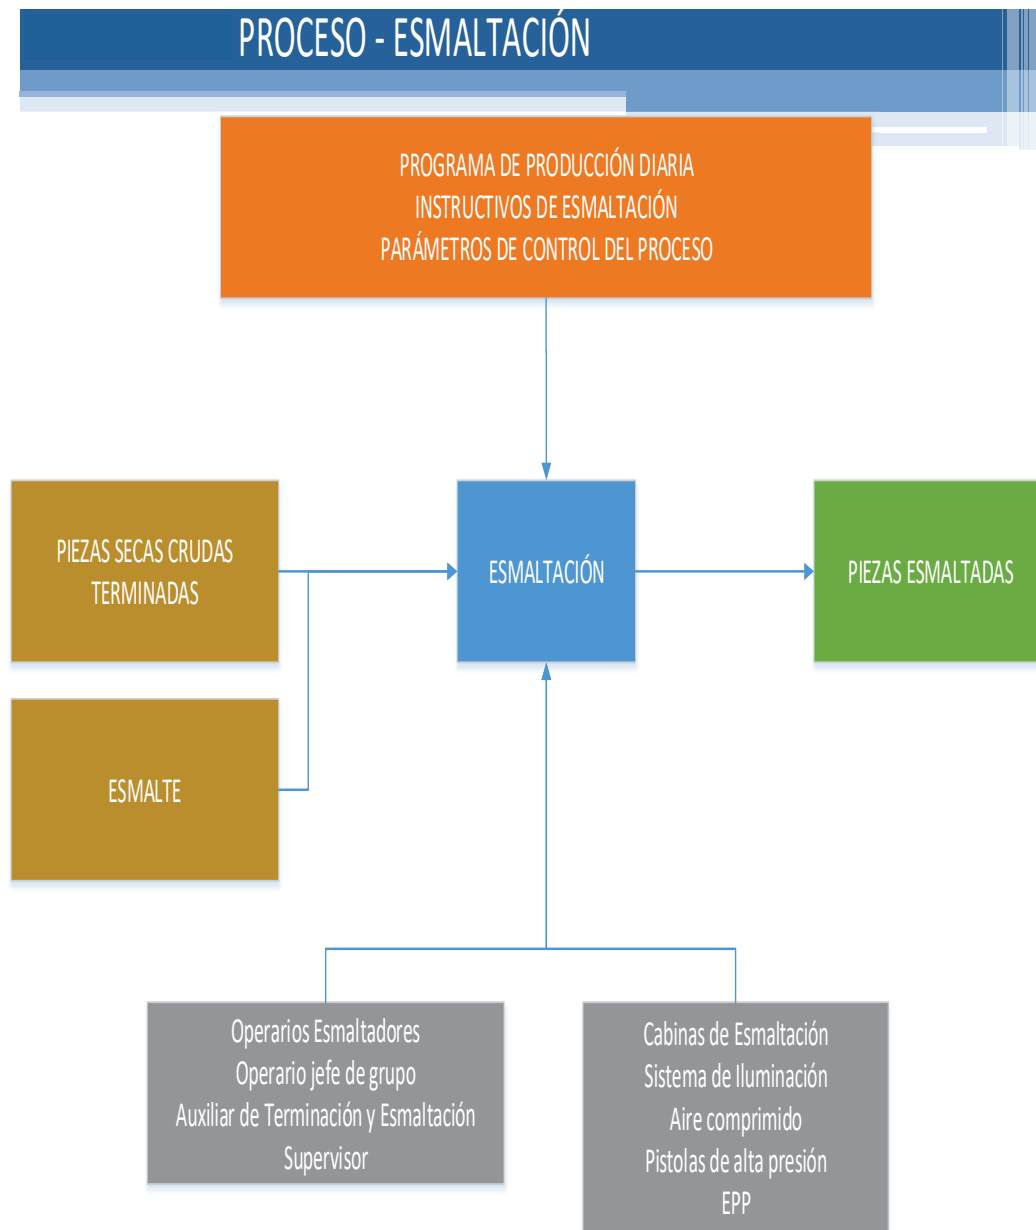 PROCESO - ESMALTACIÓN
PROGRAMA DE PRODUCCIÓN DIARIA
INSTRUCTIVOS DE ESMALTACIÓN
PARÁMETROS DE CONTROL DEL PROCESO
PIEZAS SECAS CRUDAS
TERMINADAS
ESMALTACIÓN
PIEZAS ESMALTADAS
ESMALTE
Operarios Esmaltadores
Operario jefe de grupo
Auxiliar de Terminación y Esmaltación
Supervisor
Cabinas de Esmaltación
Sistema de Iluminación
Aire comprimido
Pistolas de alta presión
EPP